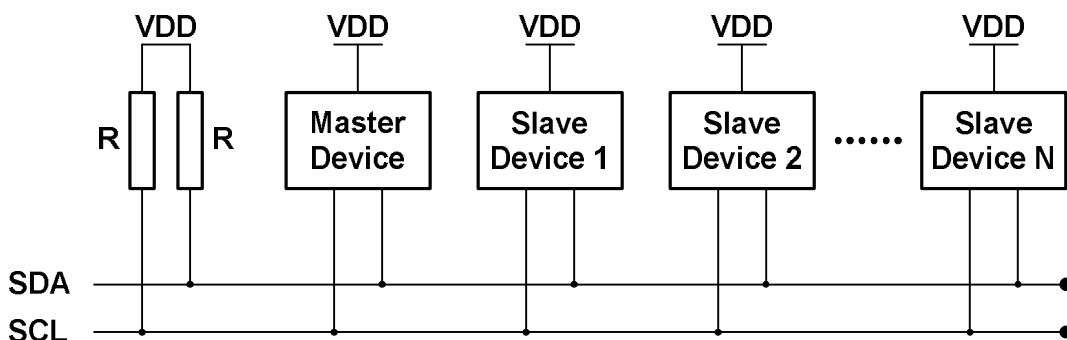 VDD VDD VDD VDD VDD
R R
Master Device
Slave Device 1
Slave Device 2
......
Slave Device N
SDA
SCL